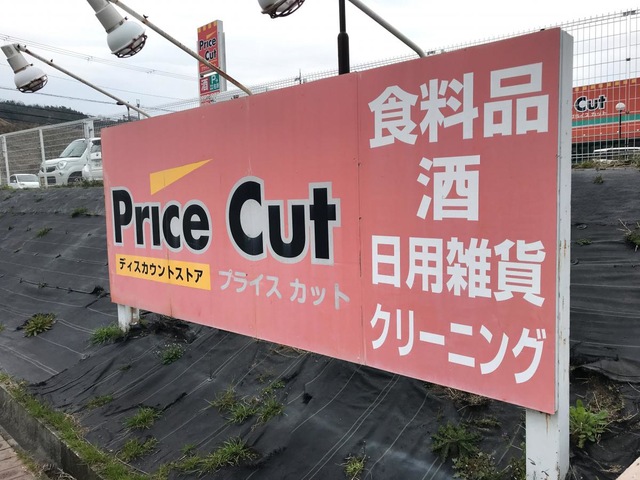 Price Cut
ディスカウントストア
プライス カット
食料品
酒
日用雑貨
クリーニング
Price
Cut
酒
Cut